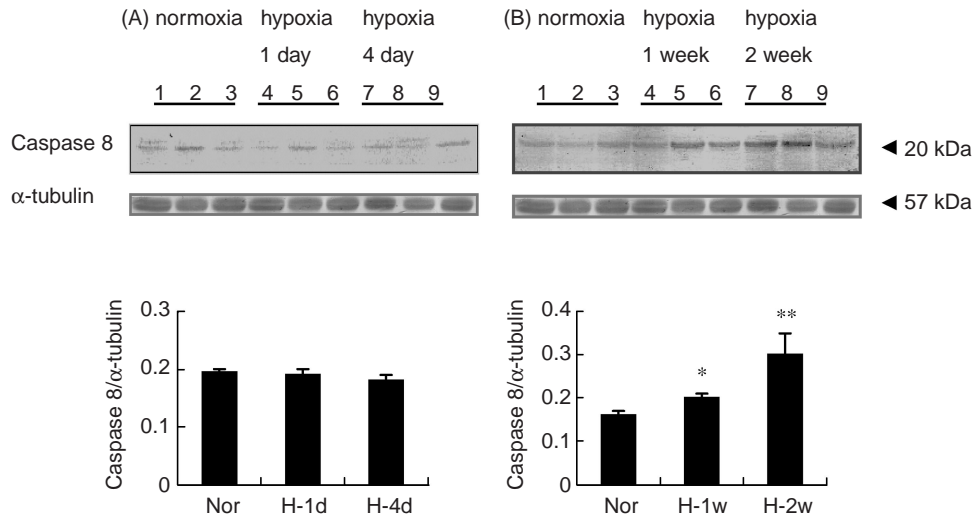 (A) normoxia hypoxia hypoxia
1 day 4 day
1 2 3 4 5 6 7 8 9
(B) normoxia hypoxia hypoxia
1 week 2 week
1 2 3 4 5 6 7 8 9
Caspase 8
◄ 20 kDa
α-tubulin
◄ 57 kDa
Caspase 8/α-tubulin
0.3
0.2
0.1
0
Nor H-1d H-4d
Caspase 8/α-tubulin
0.4
0.3
0.2
0.1
0
*
**
Nor H-1w H-2w